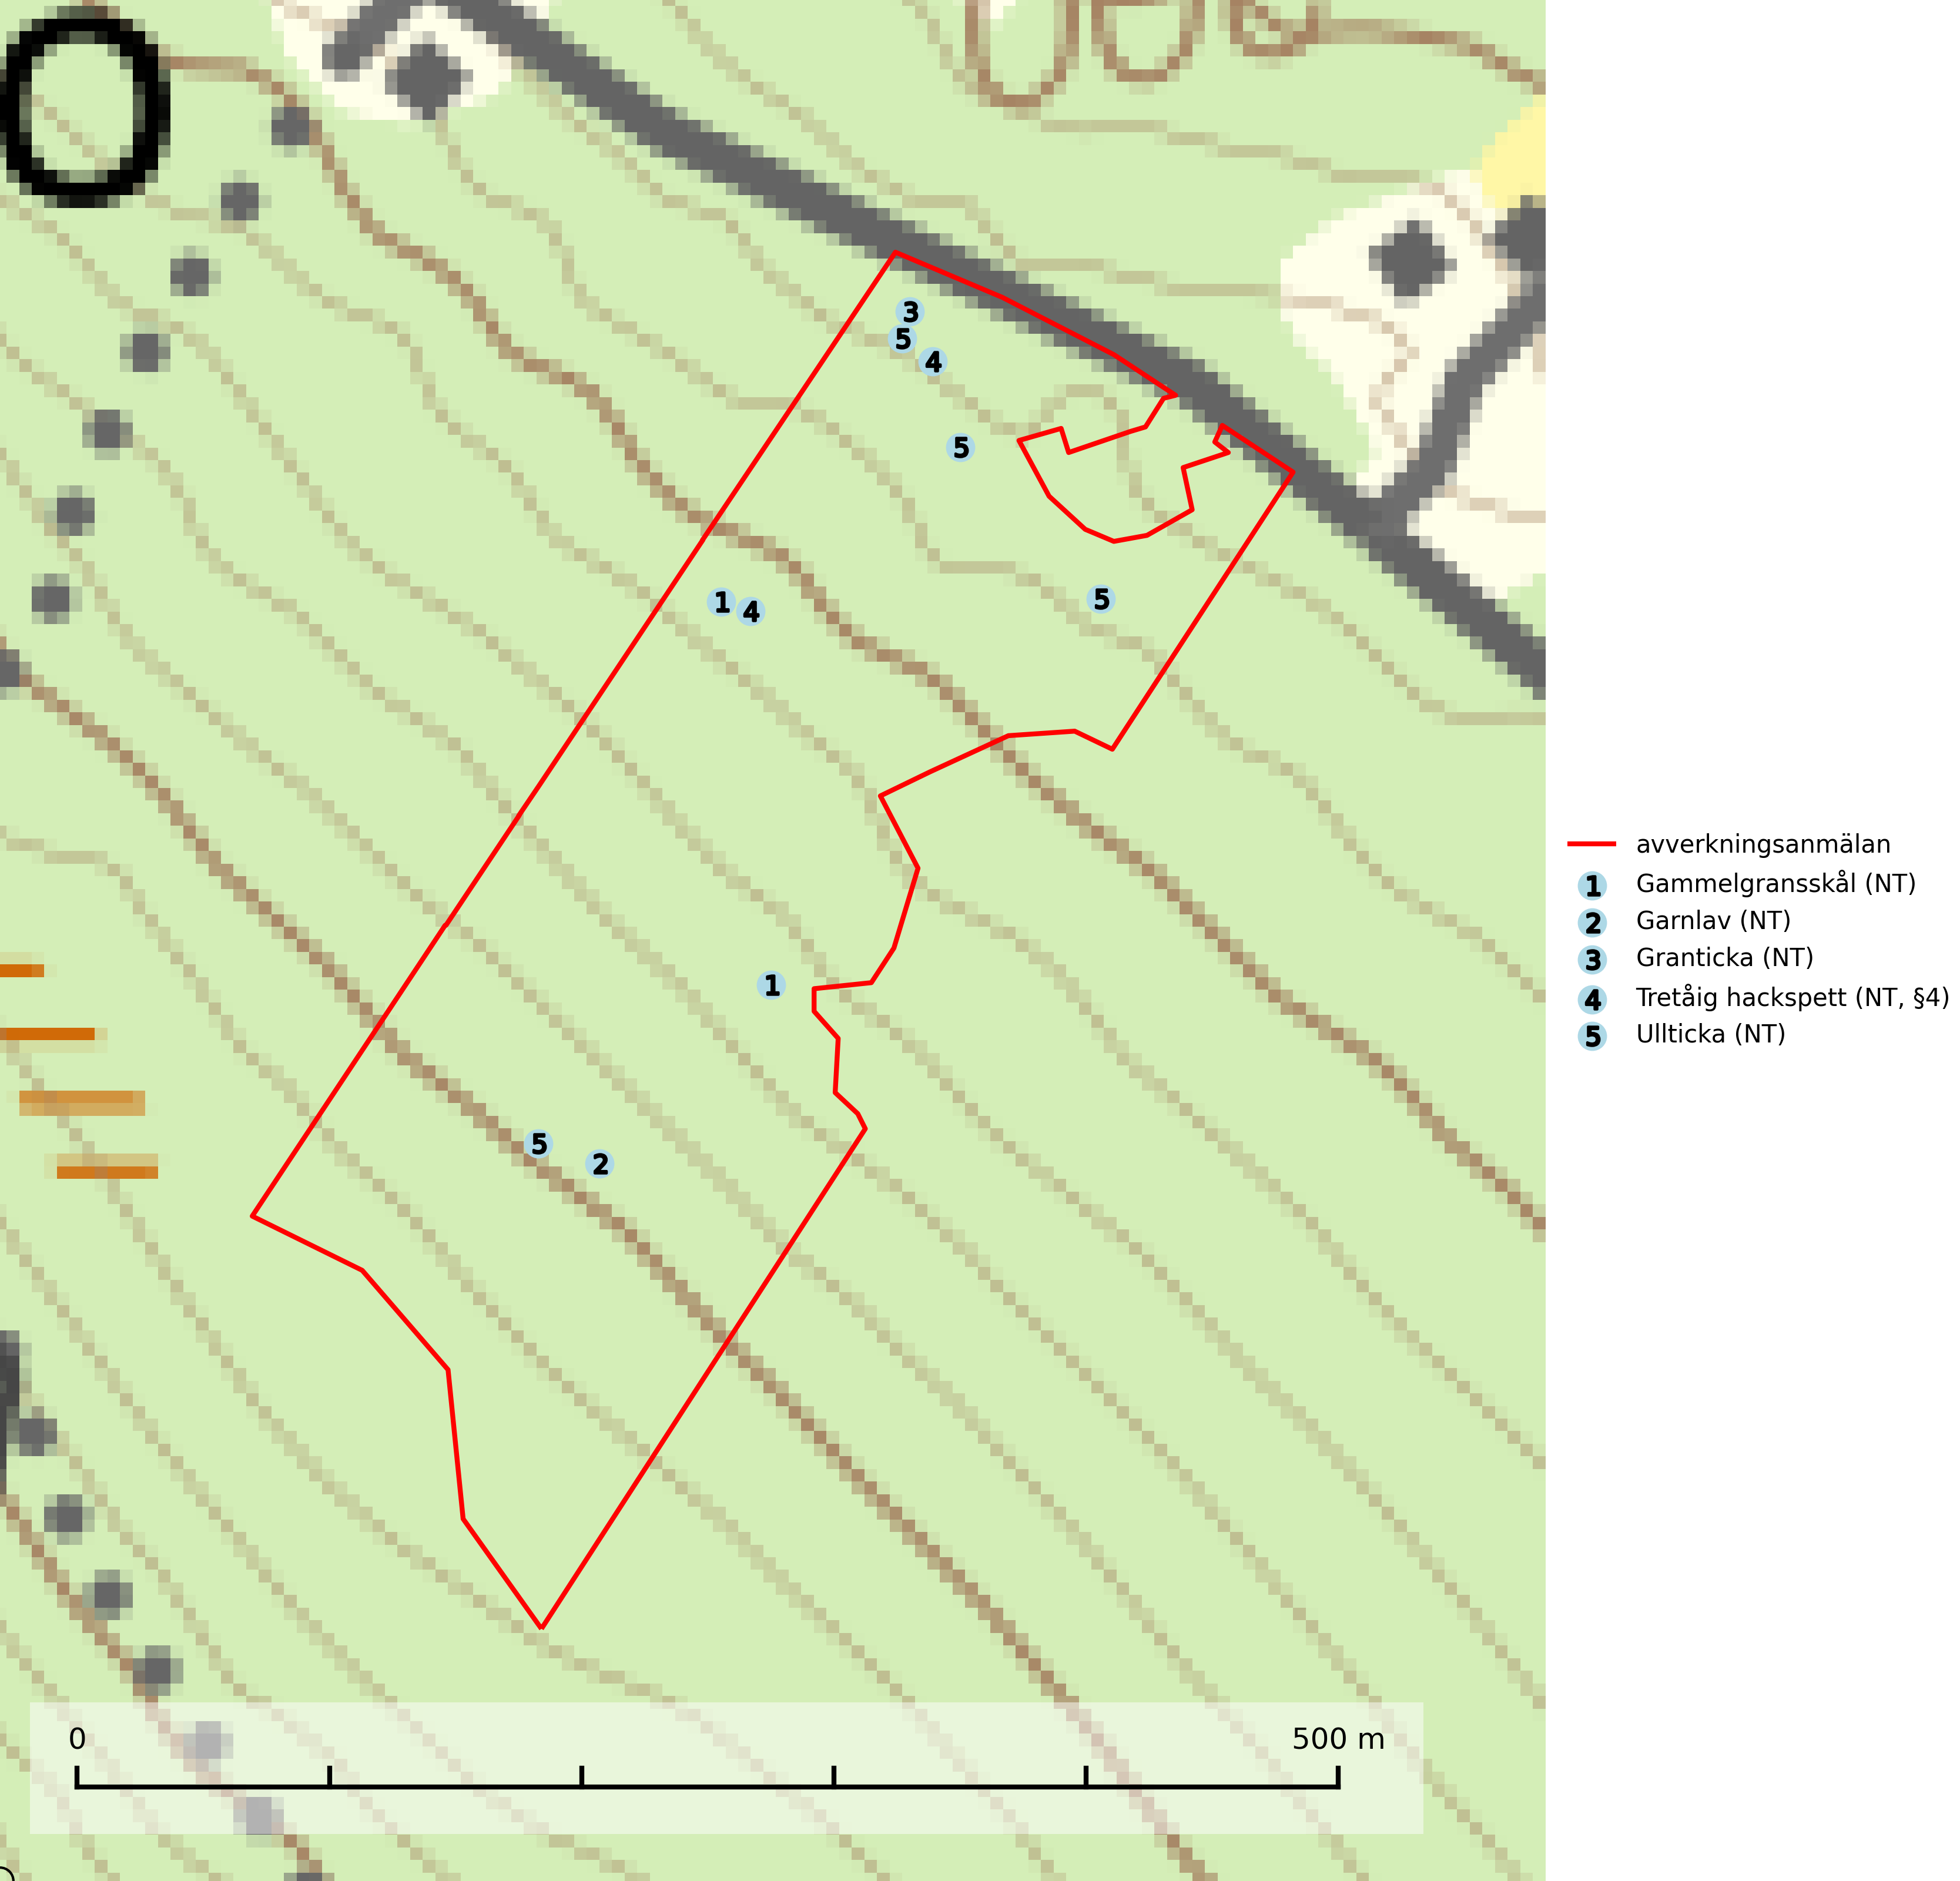 3
5
4
5
1 4
5
1
5
2
0 500 m
avverkningsanmälan
1 Gammelgransskål (NT)
2 Garnlav (NT)
3 Granticka (NT)
4 Tretåig hackspett (NT, §4)
5 Ullticka (NT)